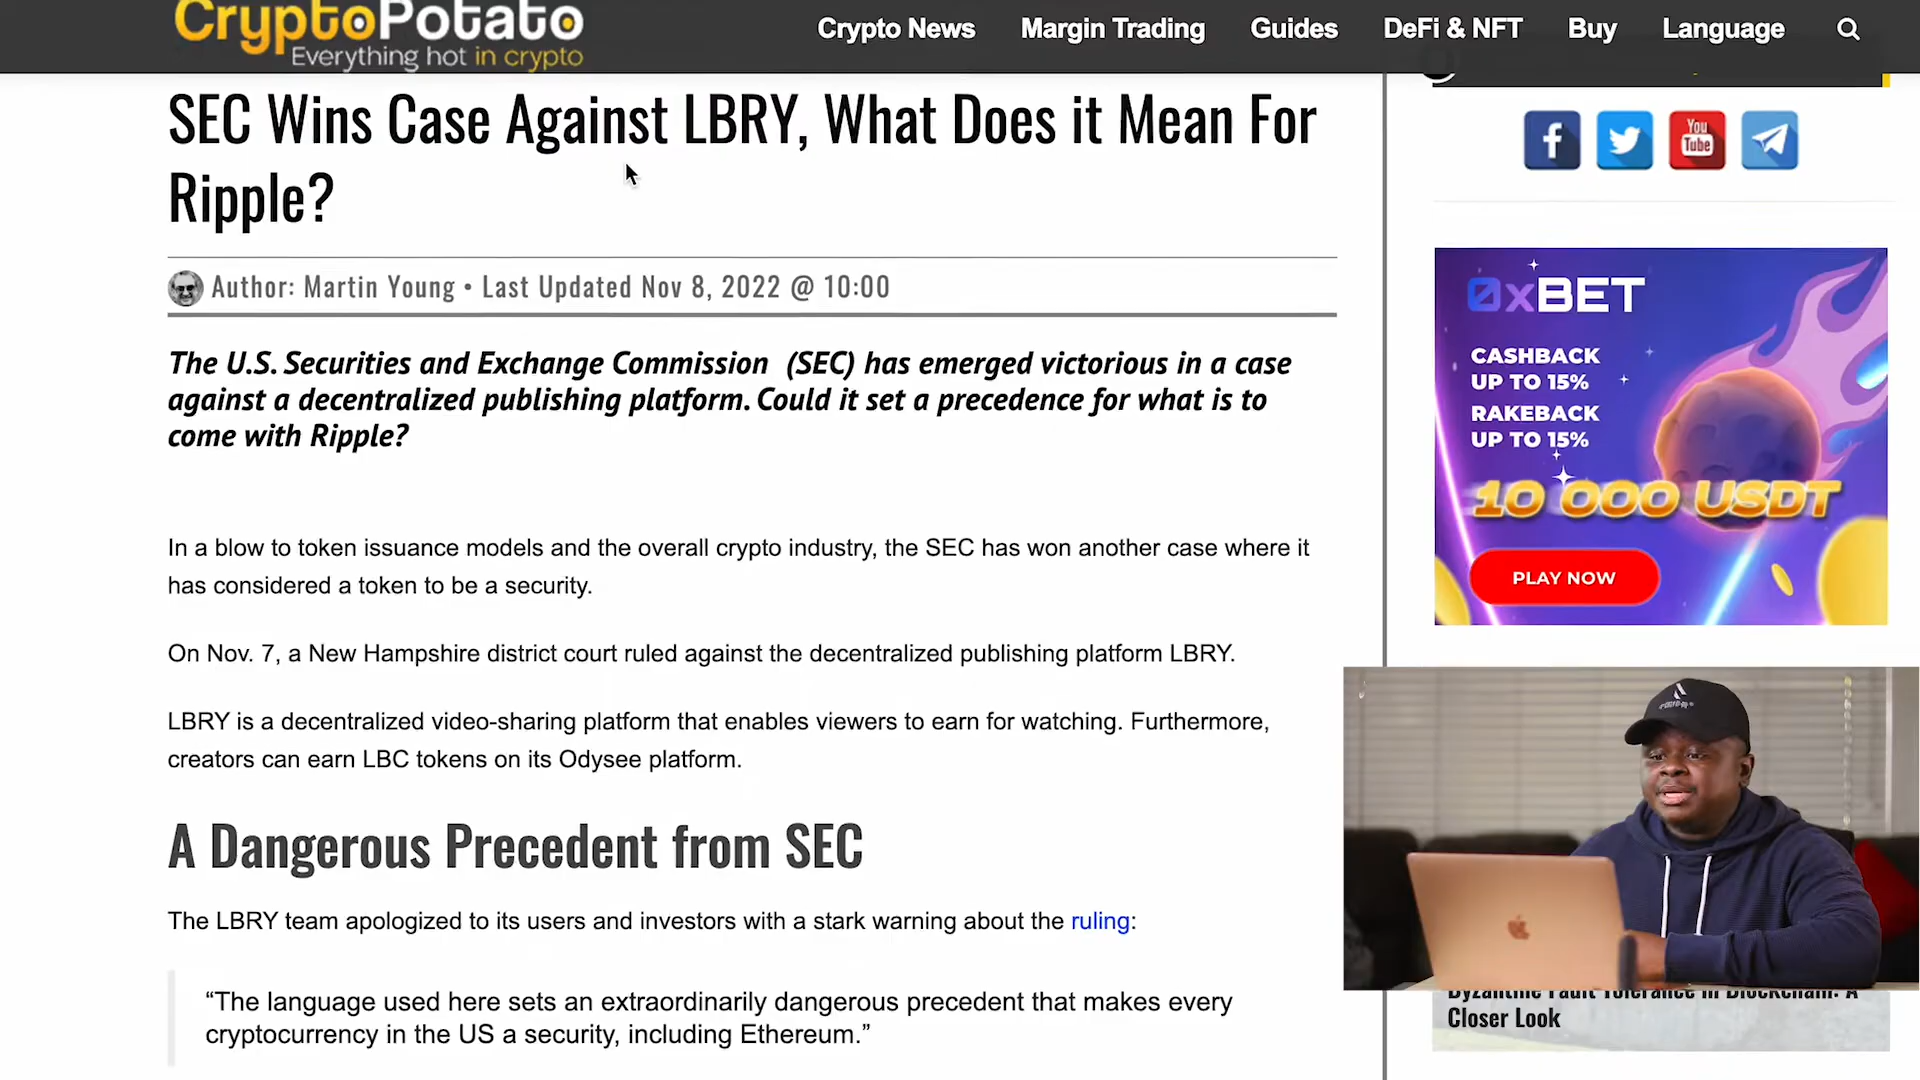 CryptoPotato
Everything hot in crypto
Crypto News Margin Trading Guides DeFi & NFT Buy Language
SEC Wins Case Against LBRY, What Does it Mean For
Ripple?
Author: Martin Young • Last Updated Nov 8, 2022 @ 10:00
The U.S. Securities and Exchange Commission (SEC) has emerged victorious in a case
against a decentralized publishing platform. Could it set a precedence for what is to
come with Ripple?
In a blow to token issuance models and the overall crypto industry, the SEC has won another case where it
has considered a token to be a security.
On Nov. 7, a New Hampshire district court ruled against the decentralized publishing platform LBRY.
LBRY is a decentralized video-sharing platform that enables viewers to earn for watching. Furthermore,
creators can earn LBC tokens on its Odysee platform.
A Dangerous Precedent from SEC
The LBRY team apologized to its users and investors with a stark warning about the ruling:
“The language used here sets an extraordinarily dangerous precedent that makes every
cryptocurrency in the US a security, including Ethereum.”
You
Tube
0xBET
CASHBACK
UP TO 15%
RAKEBACK
UP TO 15%
10 000 USDT
PLAY NOW
Byzantine Fault Tolerance in Blockchain: A
Closer Look